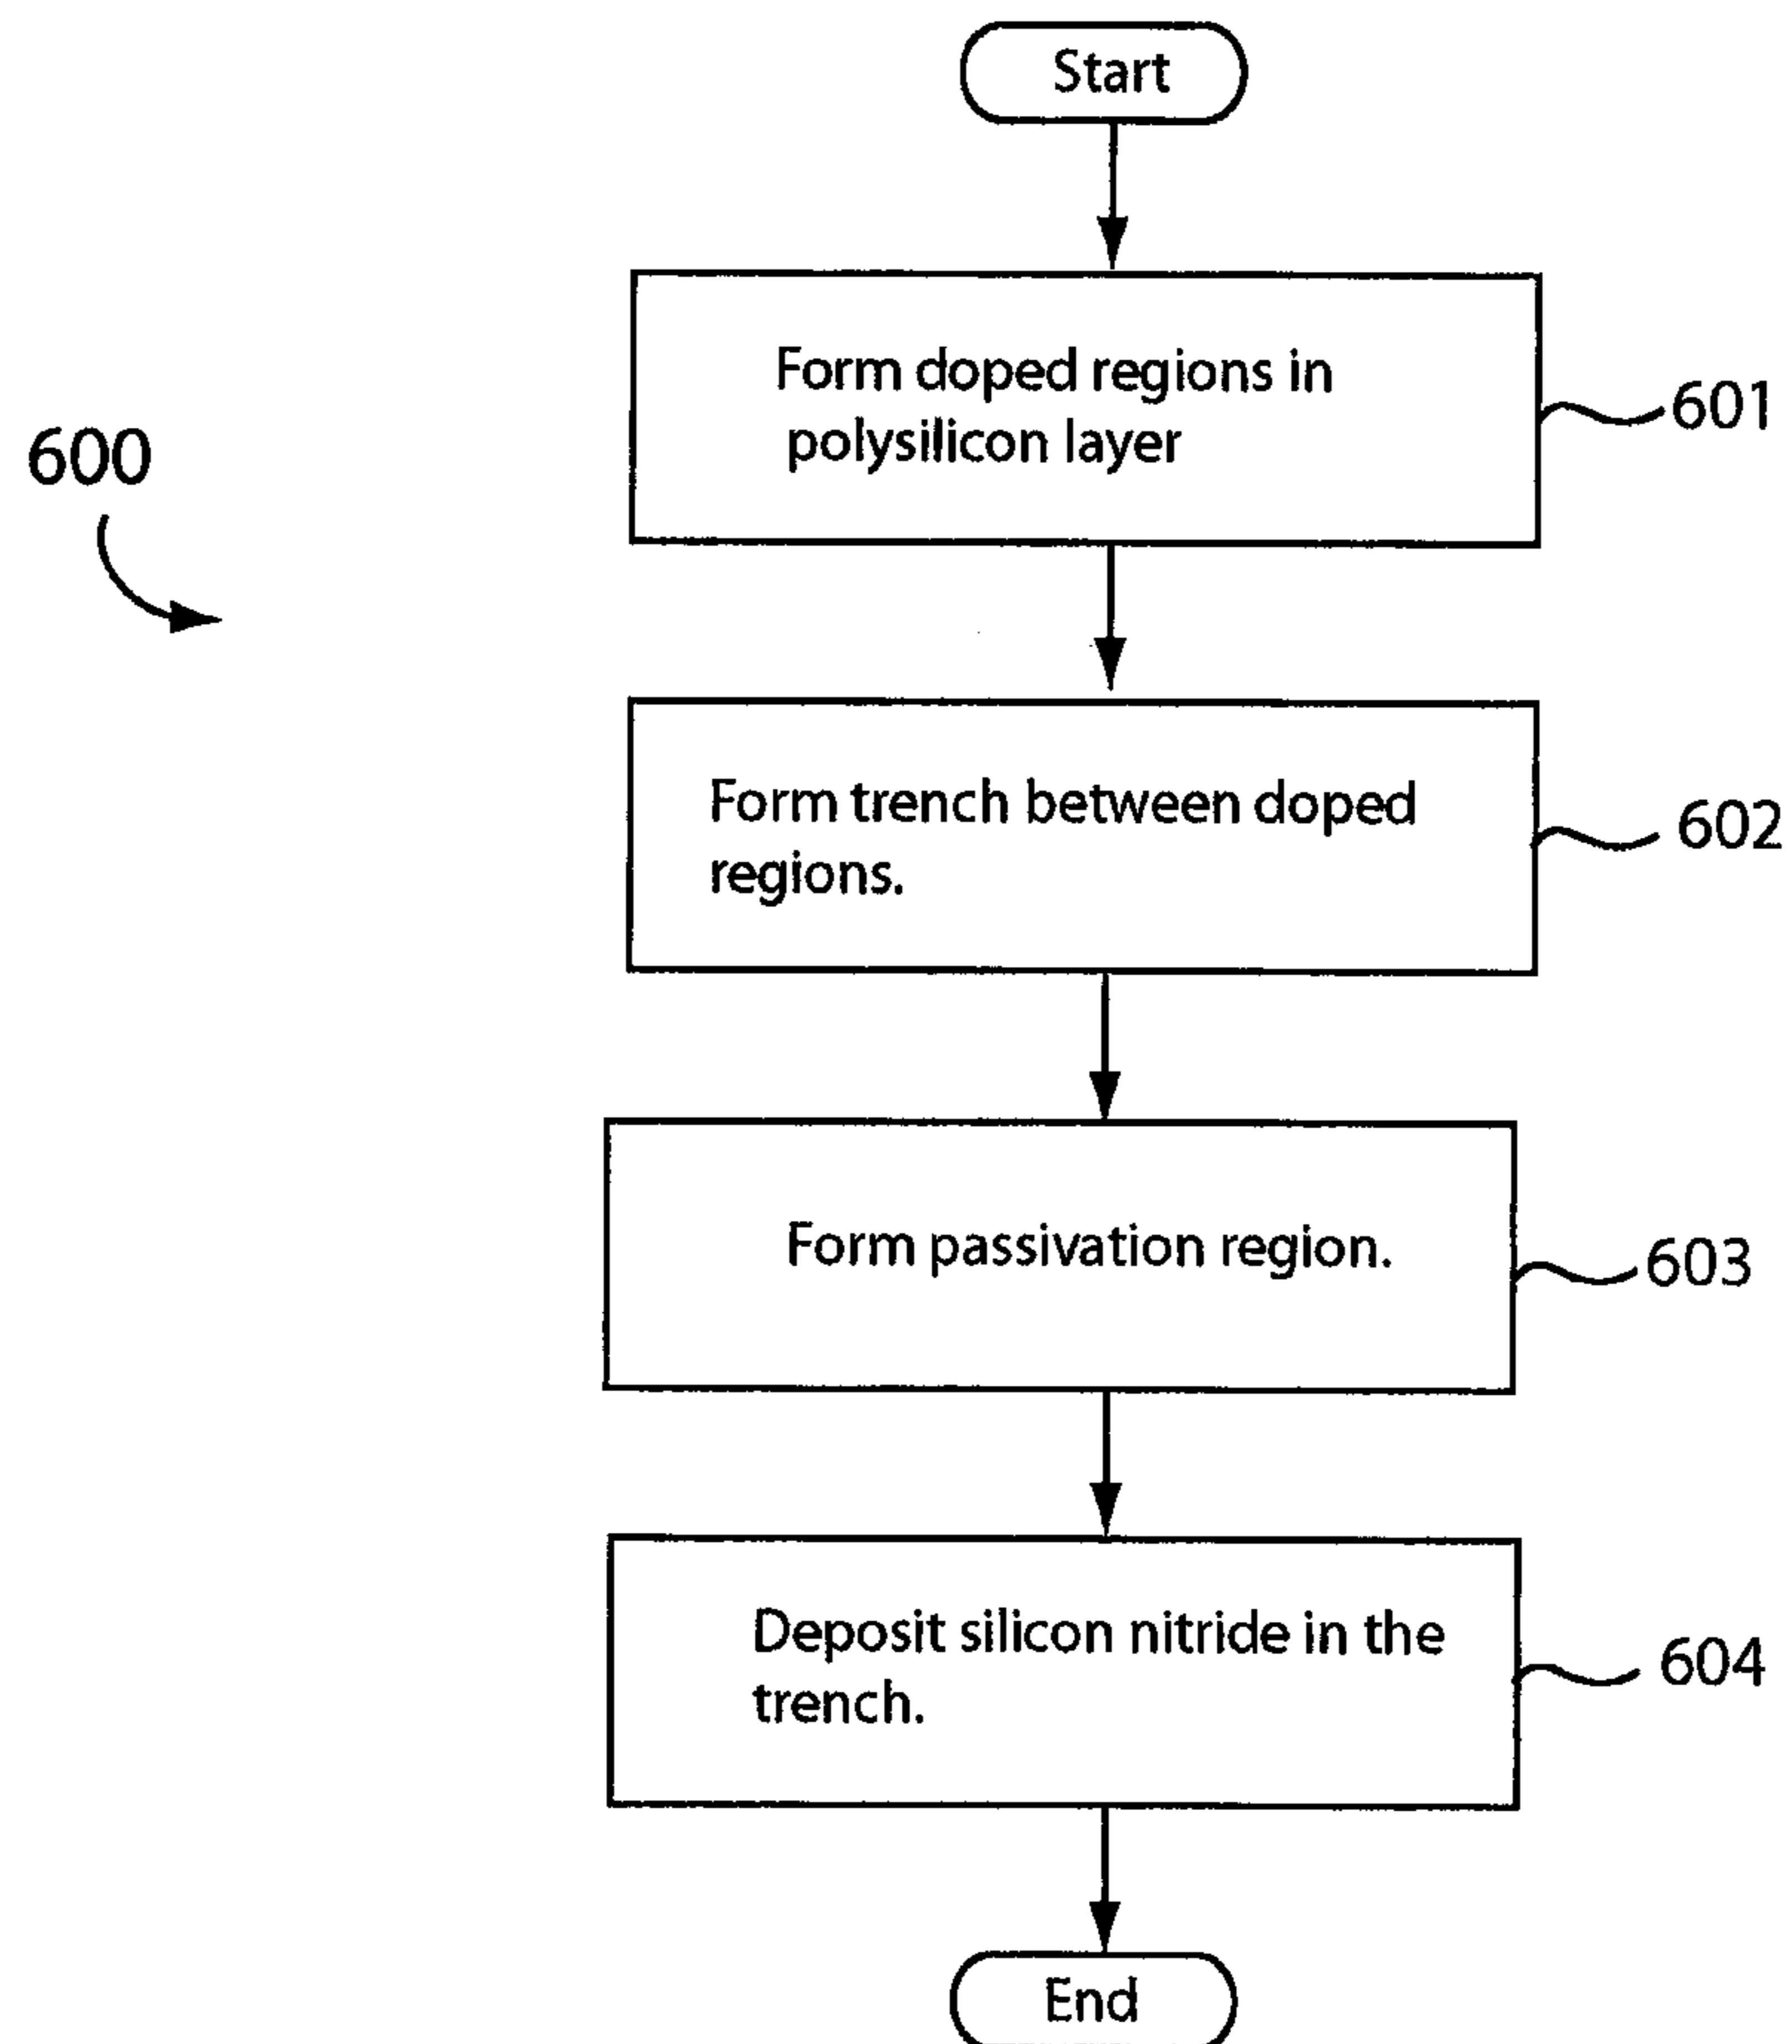 Start
Form doped regions in
polysilicon layer
601
600
Form trench between doped
regions.
602
Form passivation region.
603
Deposit silicon nitride in the
trench.
604
End